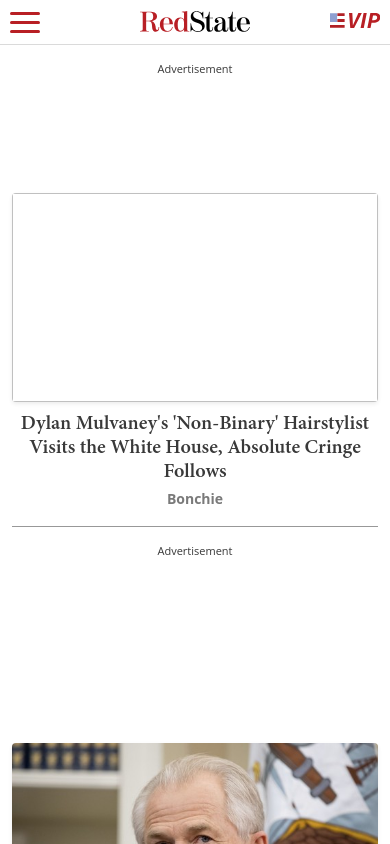 RedState
VIP
Advertisement
Dylan Mulvaney's 'Non-Binary' Hairstylist
Visits the White House, Absolute Cringe
Follows
Bonchie
Advertisement